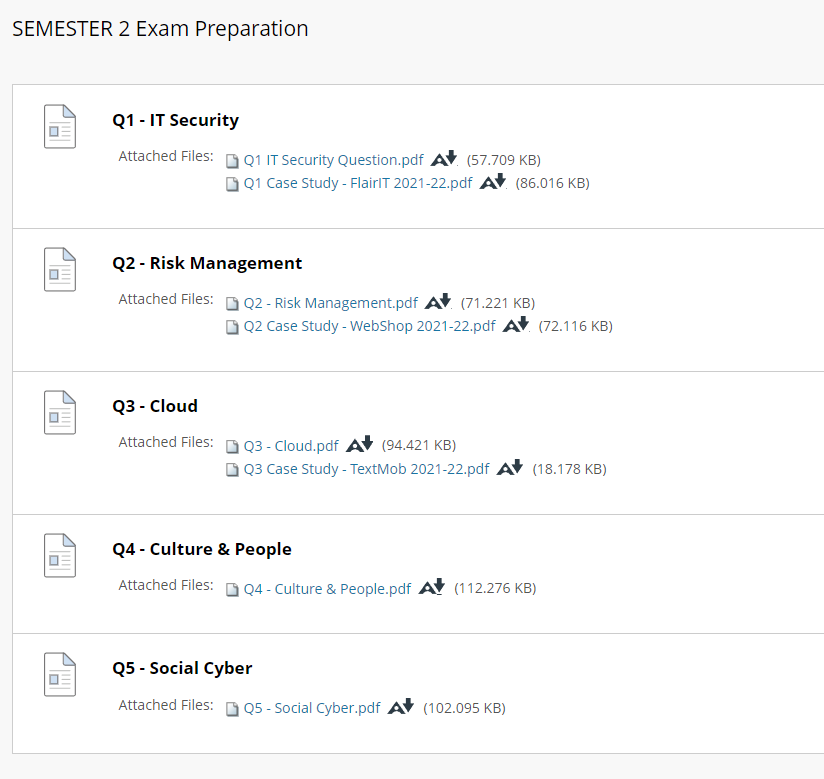 SEMESTER 2 Exam Preparation
Q1 - IT Security
Attached Files: Q1 IT Security Question.pdf (57.709 KB)
Q1 Case Study - FlairIT 2021-22.pdf (86.016 KB)
Q2 - Risk Management
Attached Files: Q2 - Risk Management.pdf (71.221 KB)
Q2 Case Study - WebShop 2021-22.pdf (72.116 KB)
Q3 - Cloud
Attached Files: Q3 - Cloud.pdf (94.421 KB)
Q3 Case Study - TextMob 2021-22.pdf (18.178 KB)
Q4 - Culture & People
Attached Files: Q4 - Culture & People.pdf (112.276 KB)
Q5 - Social Cyber
Attached Files: Q5 - Social Cyber.pdf (102.095 KB)